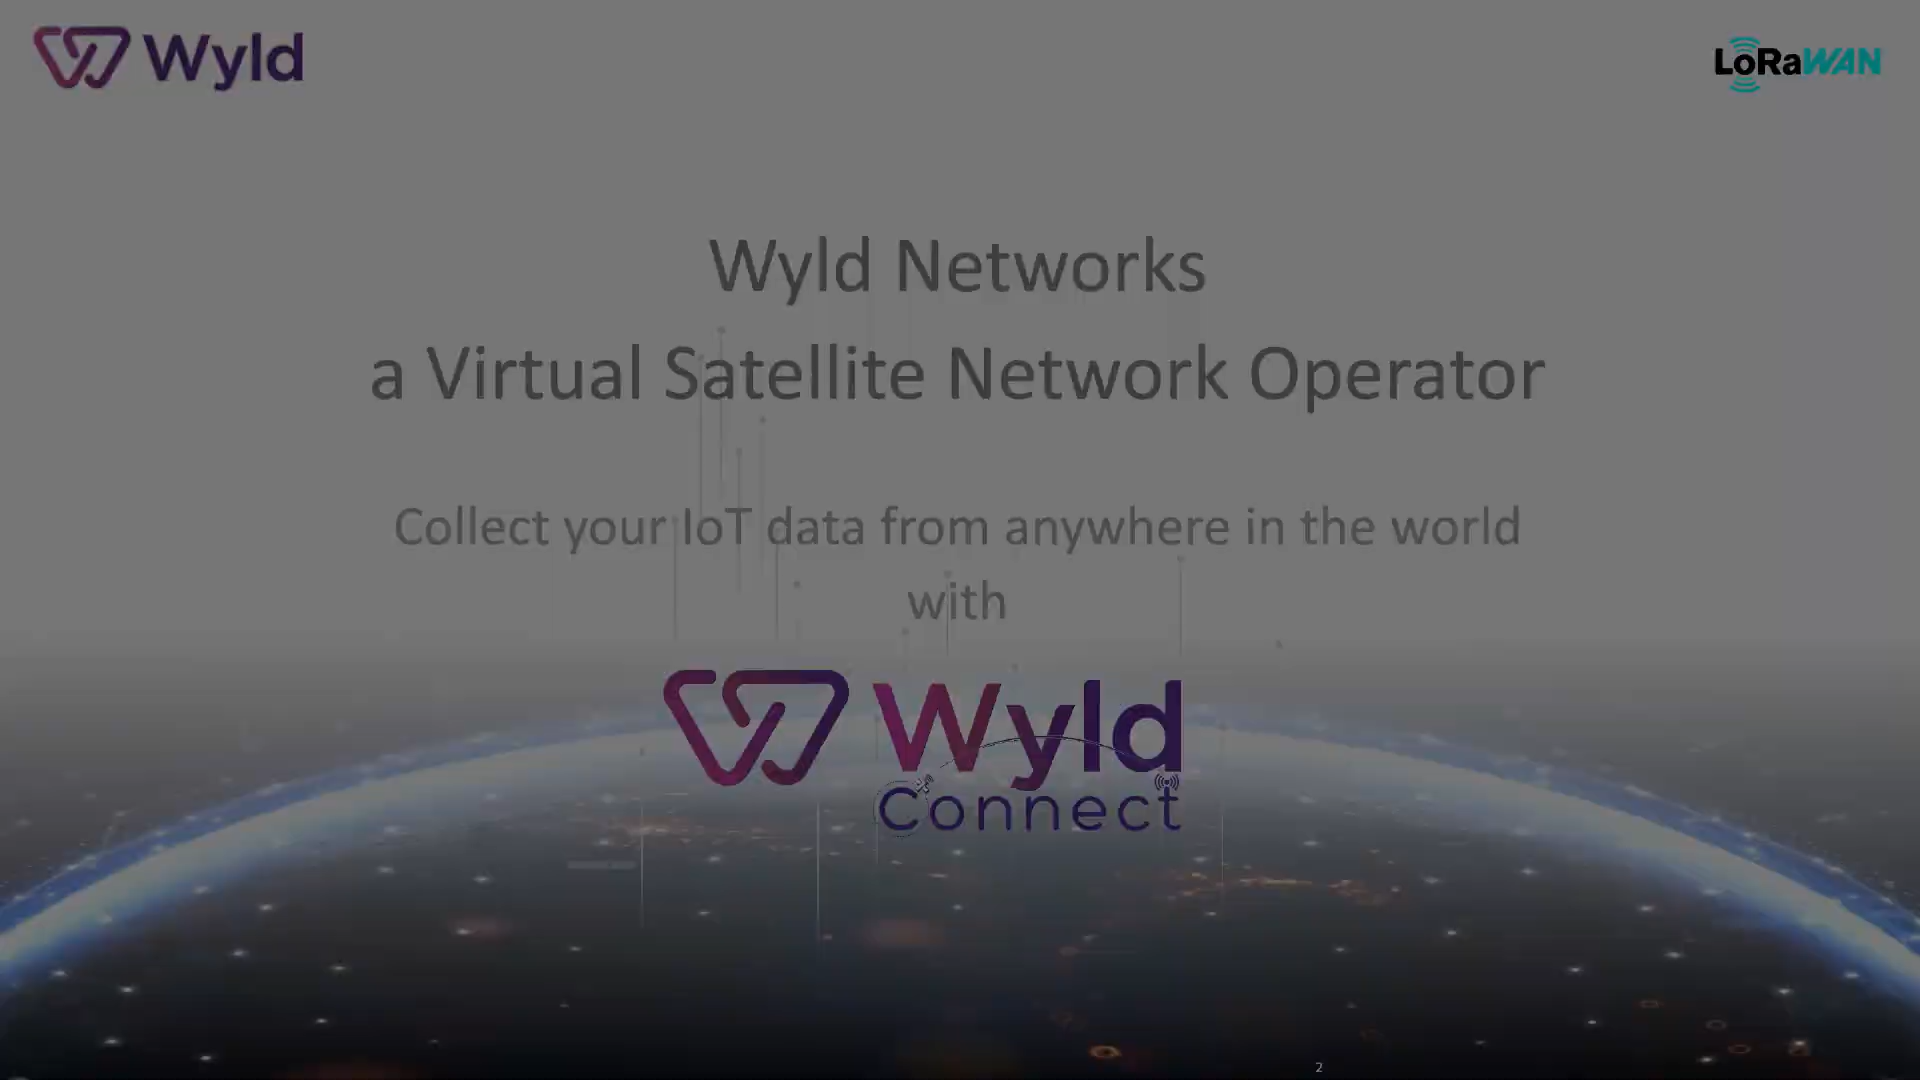 Wyld
LoRaWAN
Wyld Networks
a Virtual Satellite Network Operator
Collect your IoT data from anywhere in the world
with
Wyld
Connect
2